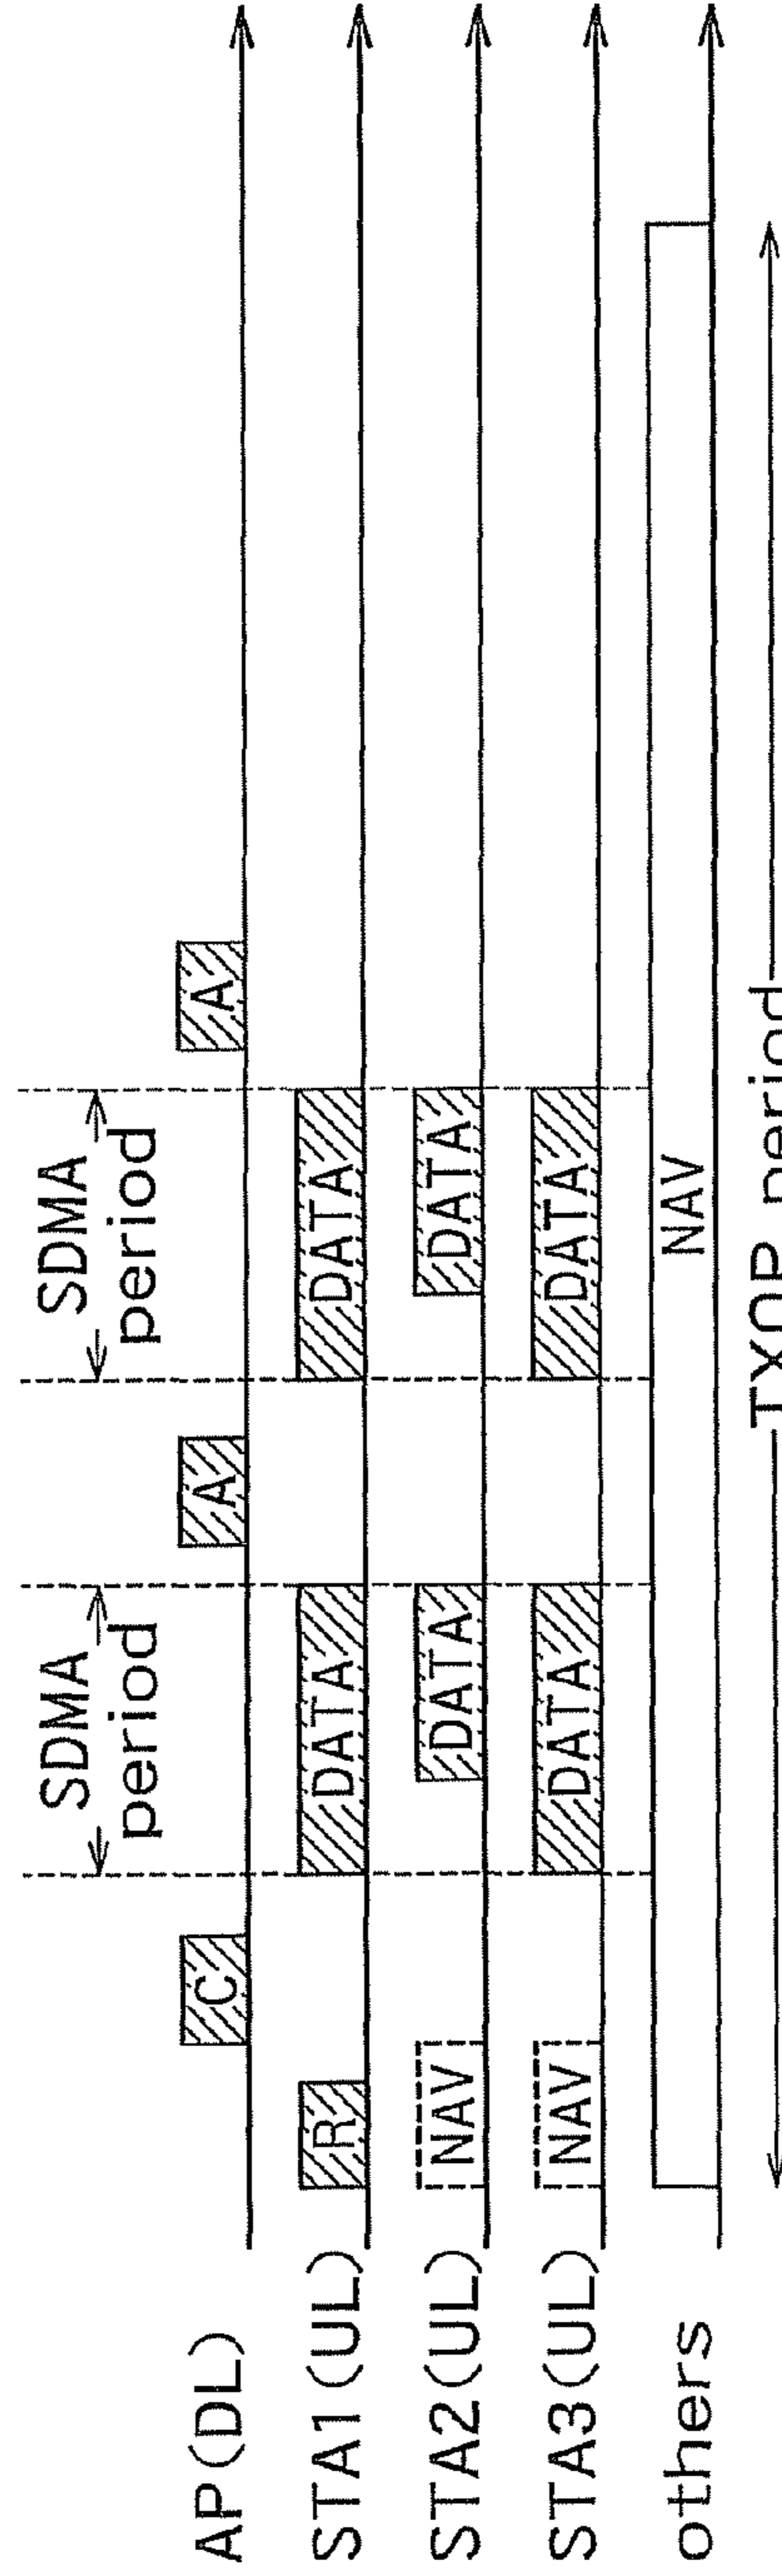 SDMA
period
SDMA
period
AP(DL)
C
A
A
STA1(UL)
R
DATA
DATA
STA2(UL)
NAV
DATA
DATA
STA3(UL)
NAV
DATA
DATA
others
NAV
TXOP period